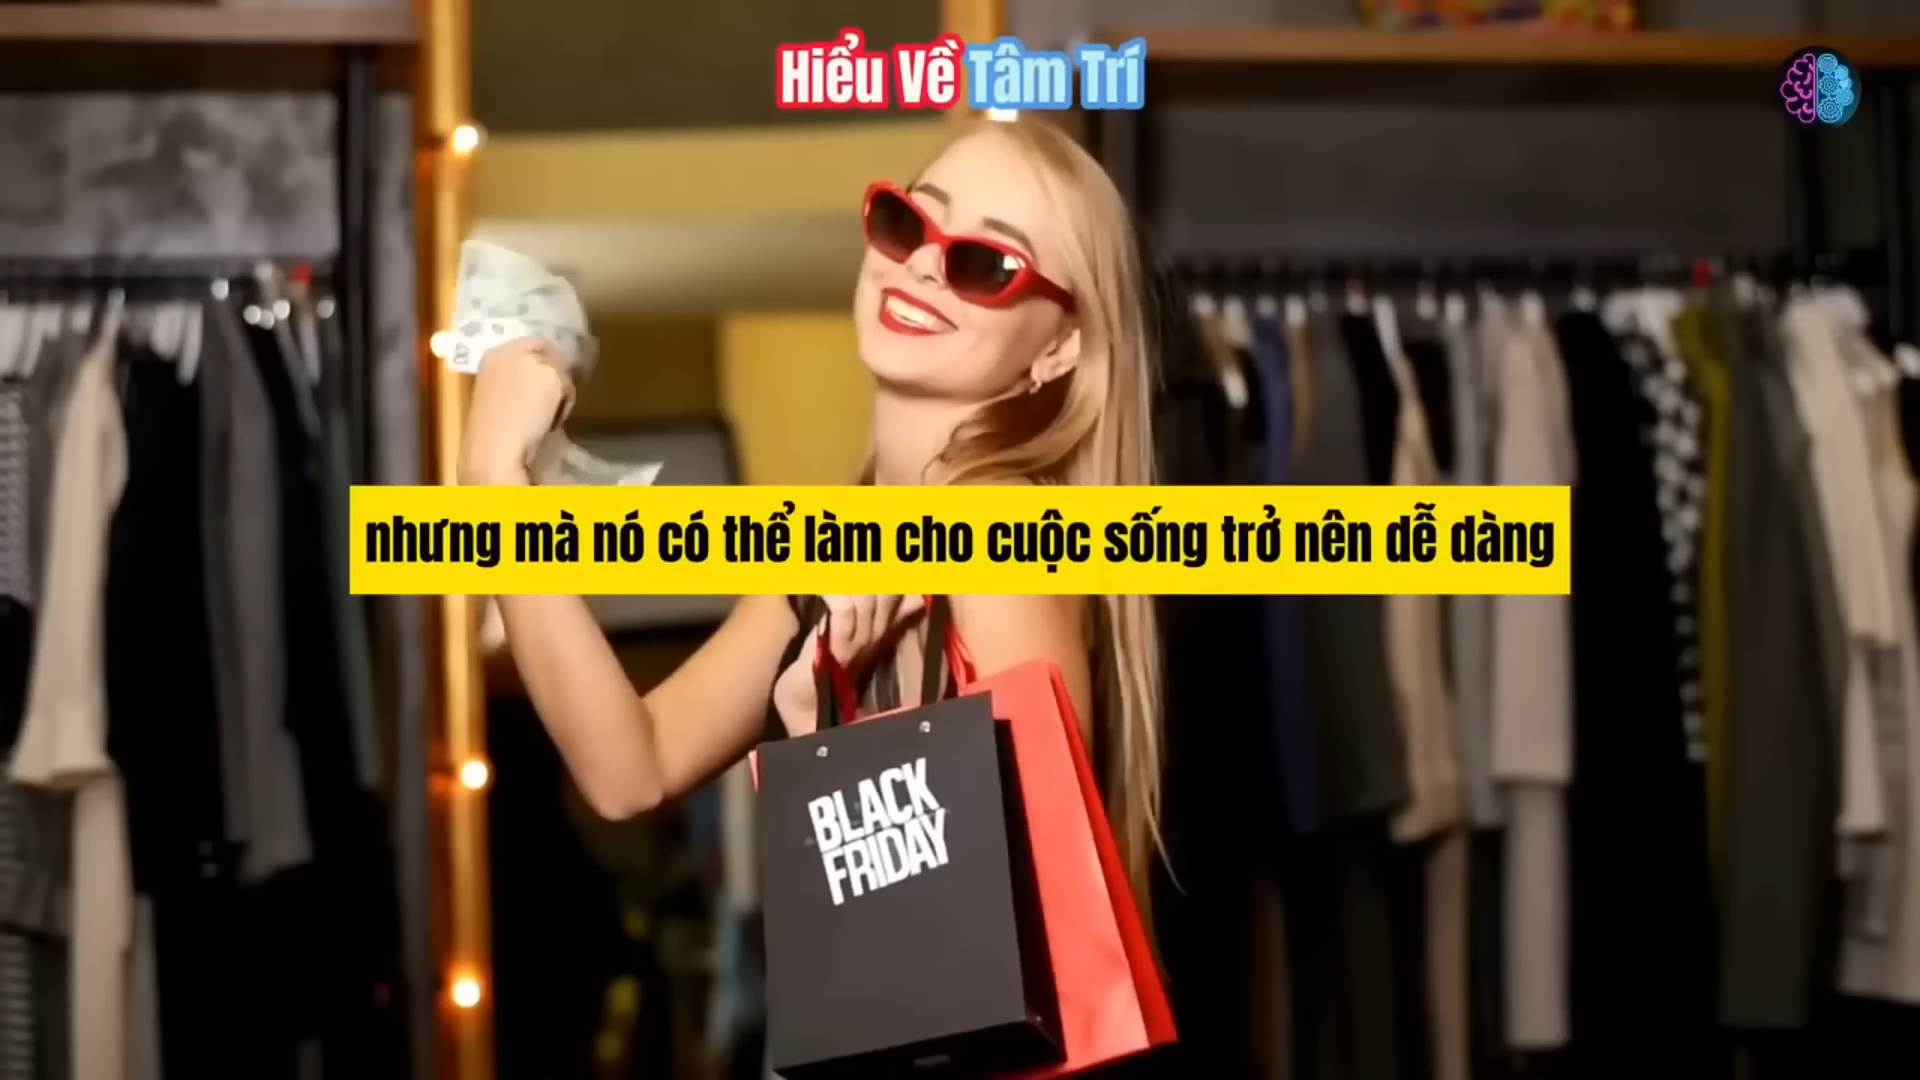 Hiểu Về Tâm Trí
nhưng mà nó có thể làm cho cuộc sống trở nên dễ dàng
BLACK
FRIDAY